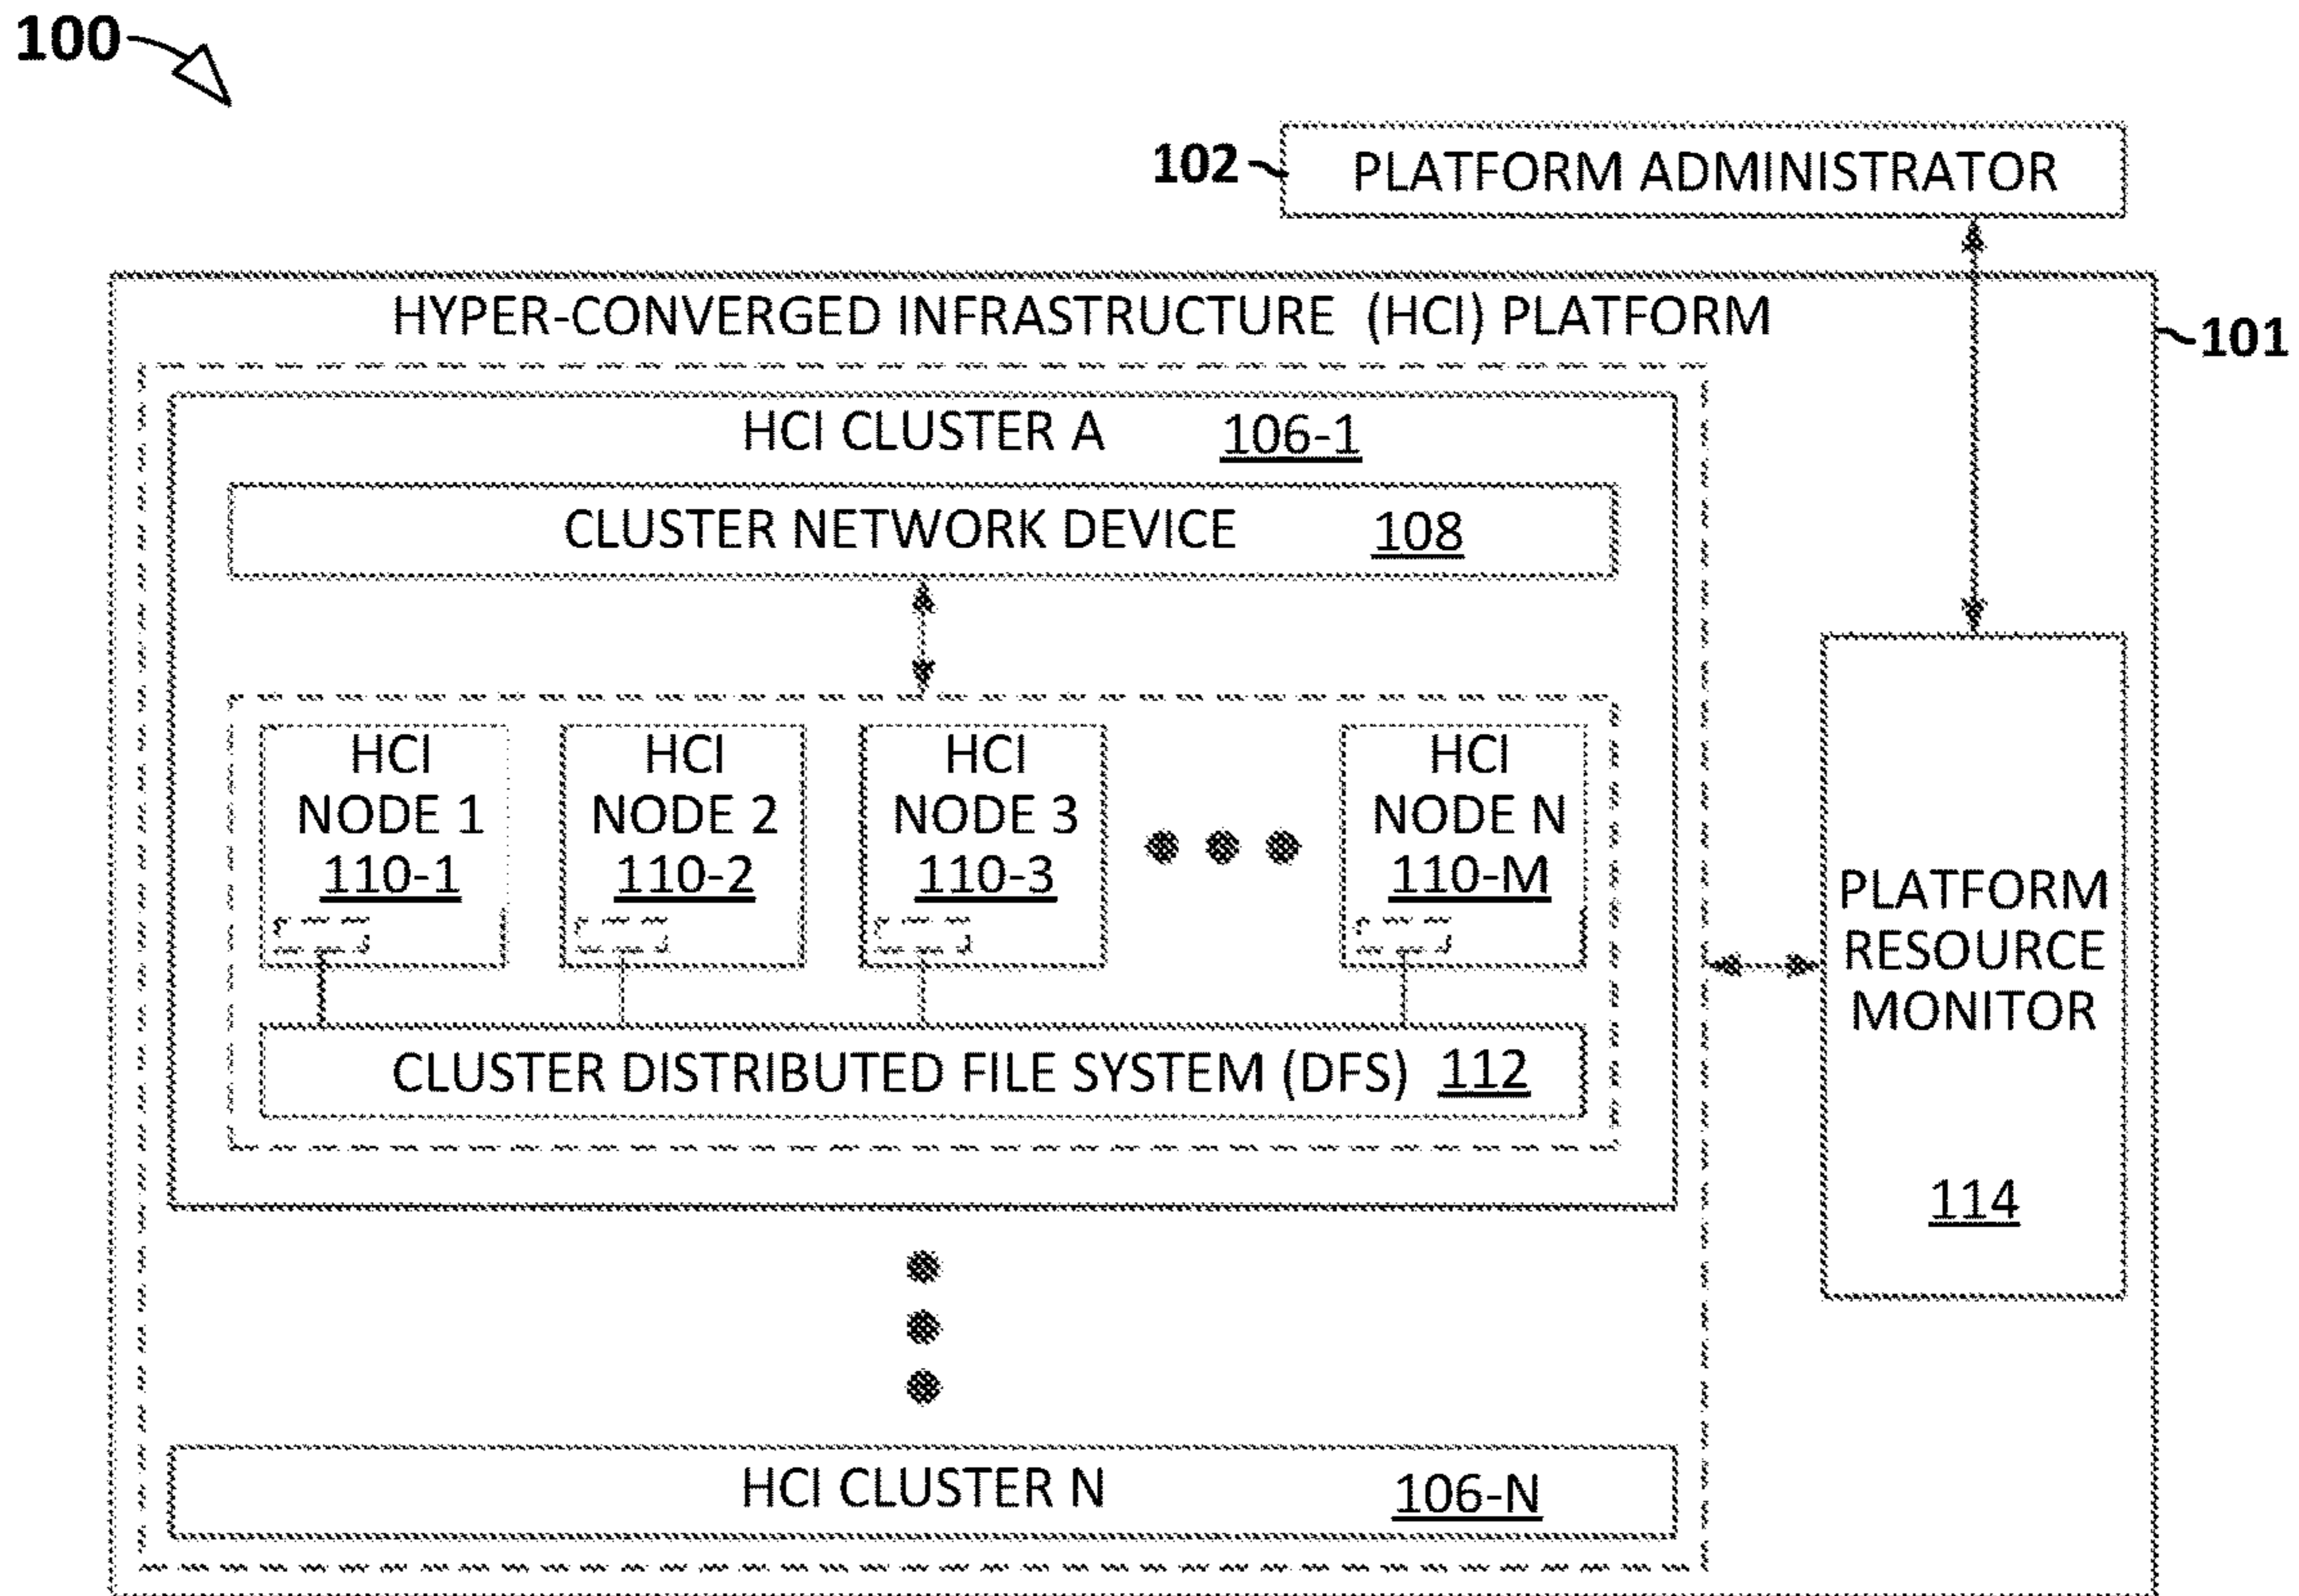 100
102
PLATFORM ADMINISTRATOR
HYPER-CONVERGED INFRASTRUCTURE (HCI) PLATFORM
101
HCI CLUSTER A 106-1
CLUSTER NETWORK DEVICE 108
HCI
NODE 1
110-1
HCI
NODE 2
110-2
HCI
NODE 3
110-3
HCI
NODE N
110-M
CLUSTER DISTRIBUTED FILE SYSTEM (DFS) 112
PLATFORM
RESOURCE
MONITOR
114
HCI CLUSTER N 106-N